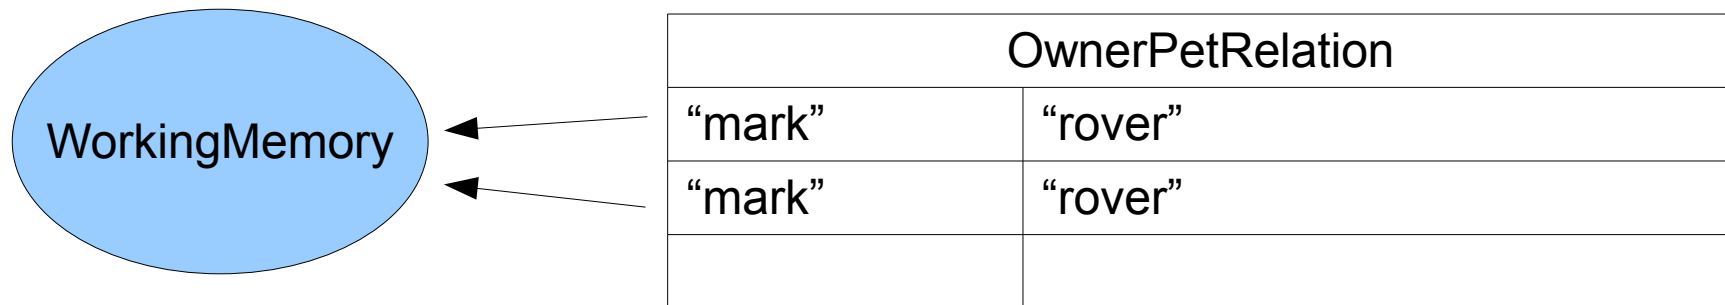 OwnerPetRelation
WorkingMemory
“mark” “rover”
“mark” “rover”